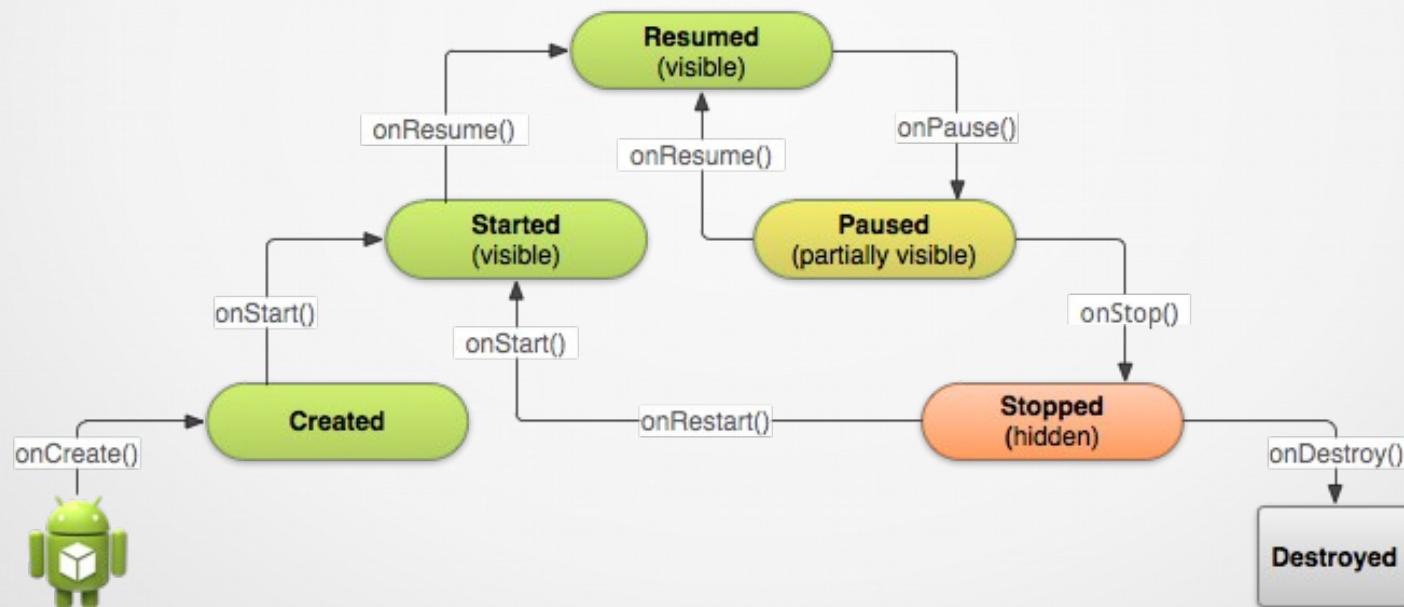 Resumed
(visible)
onResume()
onPause()
onResume()
Started
(visible)
Paused
(partially visible)
onStart()
onStop()
onStart()
Created
onRestart()
Stopped
(hidden)
onCreate()
onDestroy()
Destroyed